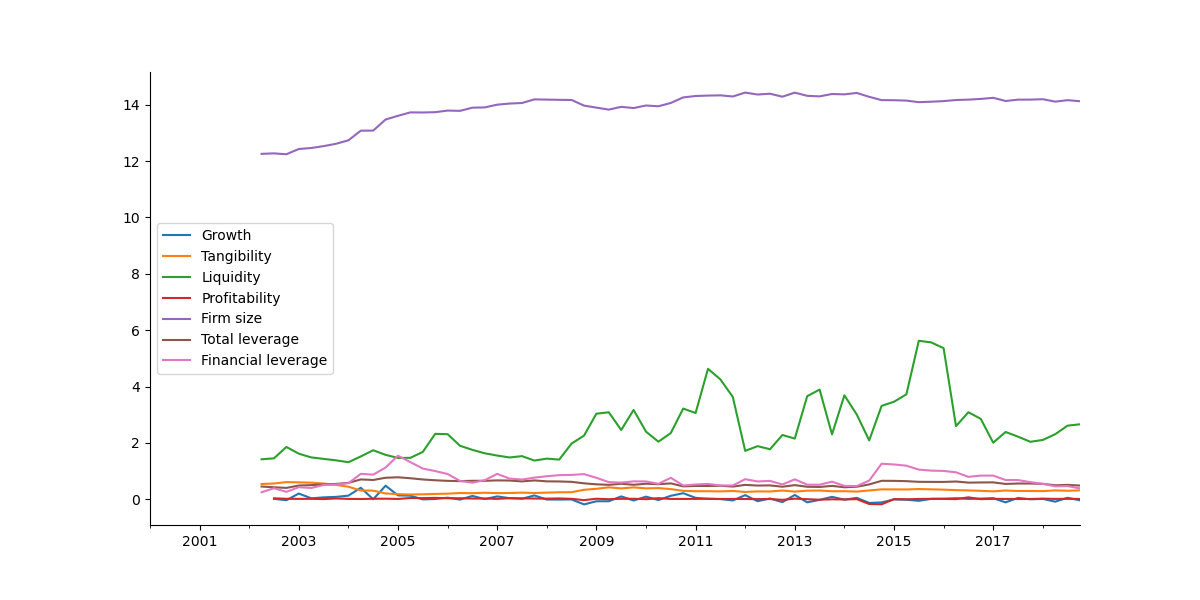 14
12
10
8
6
4
2
0
Growth
Tangibility
Liquidity
Profitability
Firm size
Total leverage
Financial leverage
2001 2003 2005 2007 2009 2011 2013 2015 2017